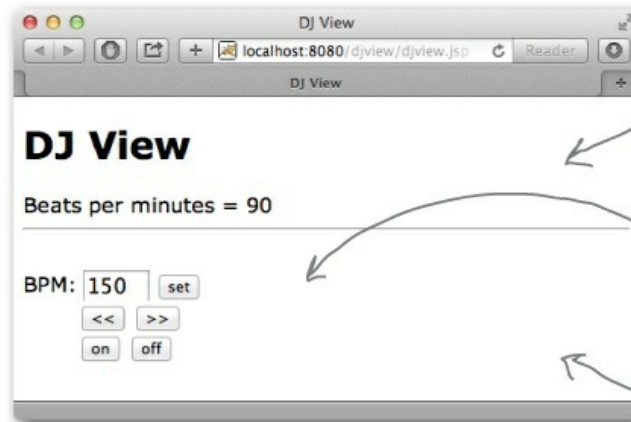 DJ View
+ localhost:8080/djview/djview.jsp Reader
DJ View +
DJ View
Beats per minutes = 90
BPM: 150 set
<< >>
on off